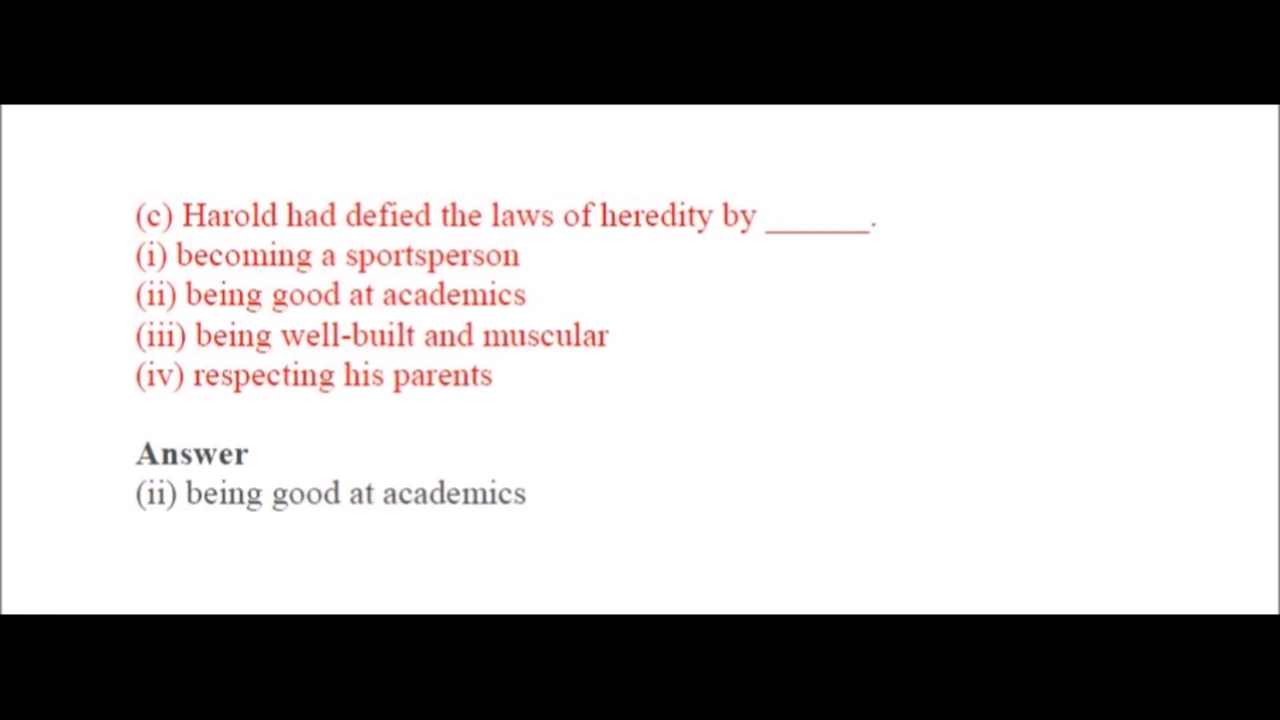 (c) Harold had defied the laws of heredity by ______.
(i) becoming a sportsperson
(ii) being good at academics
(iii) being well-built and muscular
(iv) respecting his parents
Answer
(ii) being good at academics